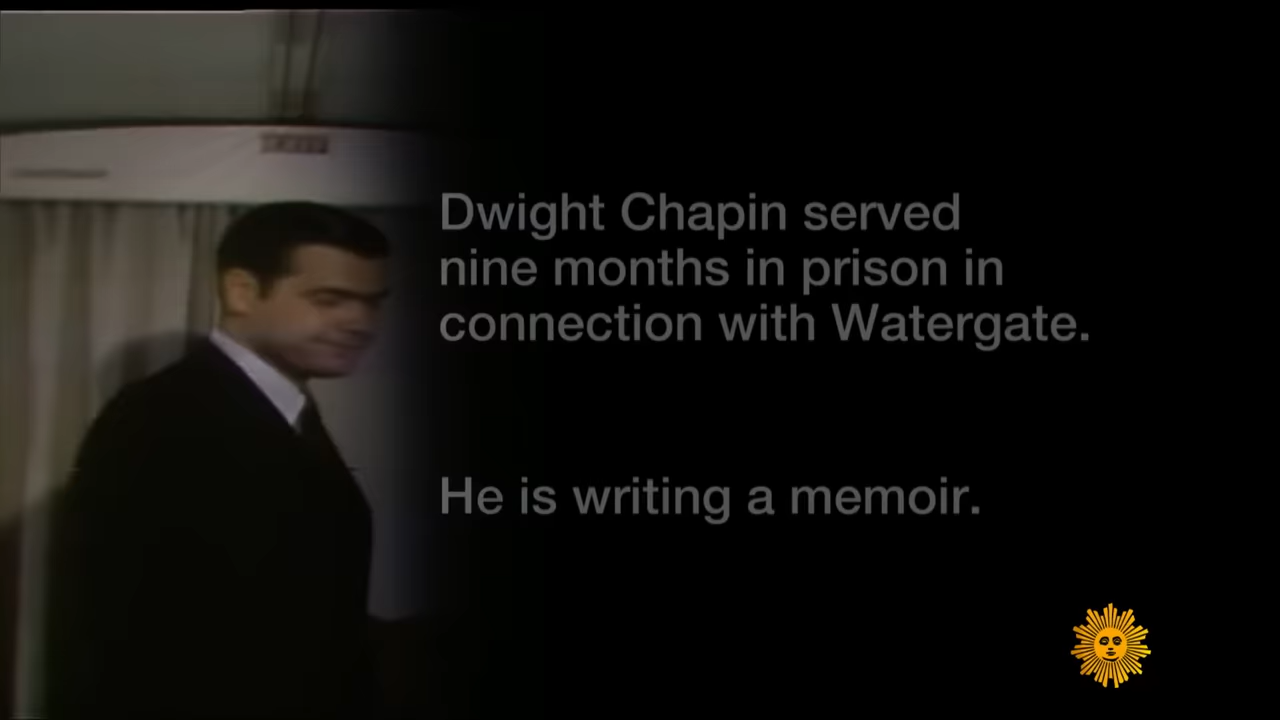 Dwight Chapin served
nine months in prison in
connection with Watergate.
He is writing a memoir.